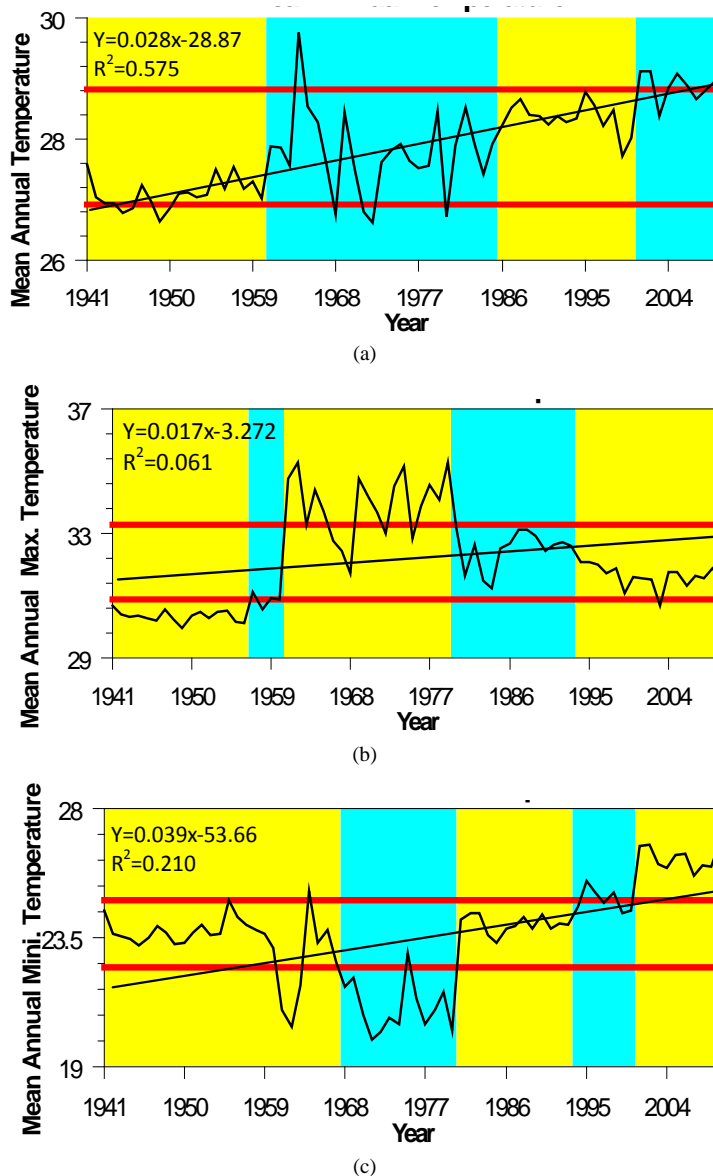 Y=0.028x-28.87
R²=0.575
Mean Annual Temperature
30
28
26
1941 1950 1959 1968 1977 1986 1995 2004
Year
(a)
Y=0.017x-3.272
R²=0.061
Mean Annual Max. Temperature
37
33
29
1941 1950 1959 1968 1977 1986 1995 2004
Year
(b)
Y=0.039x-53.66
R²=0.210
Mean Annual Mini. Temperature
28
23.5
19
1941 1950 1959 1968 1977 1986 1995 2004
Year
(c)